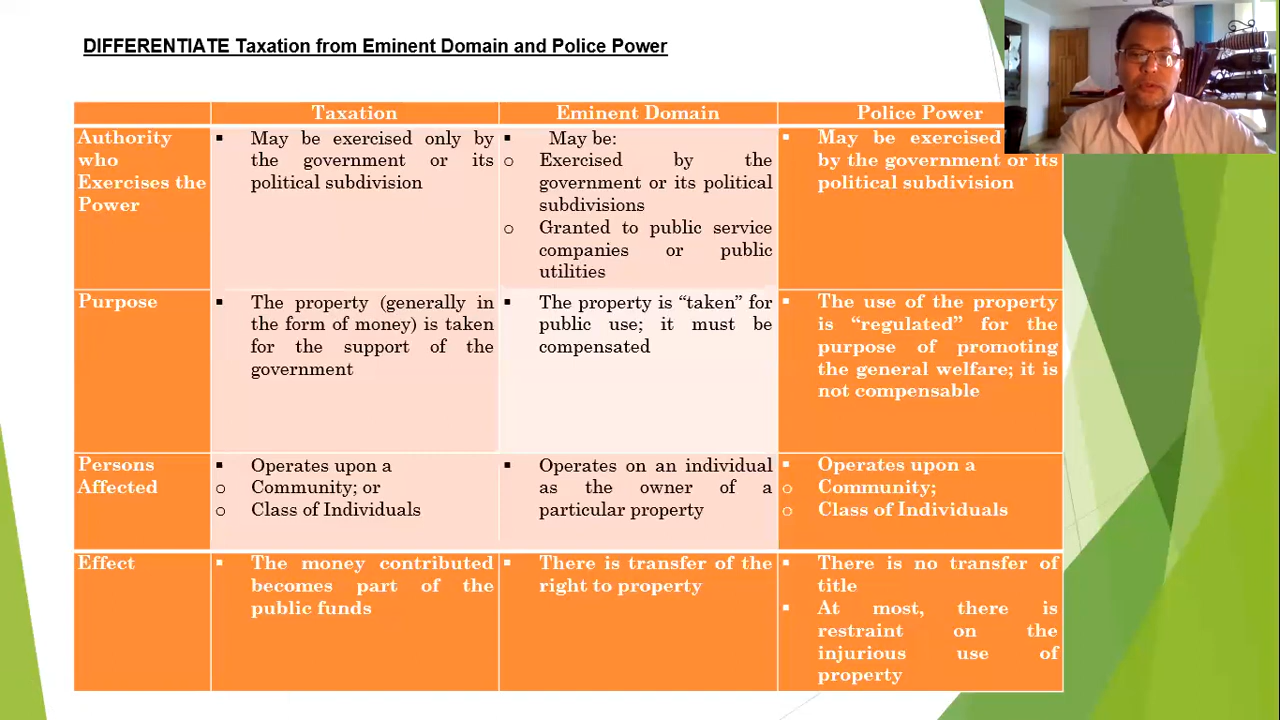 DIFFERENTIATE Taxation from Eminent Domain and Police Power
Taxation
Eminent Domain
Police Power
Authority
who
Exercises the
Power
▪ May be exercised only by
the government or its
political subdivision
▪ May be:
o Exercised by the
government or its political
subdivisions
o Granted to public service
companies or public
utilities
▪ May be exercised
by the government or its
political subdivision
Purpose
▪ The property (generally in
the form of money) is taken
for the support of the
government
▪ The property is “taken” for
public use; it must be
compensated
▪ The use of the property
is “regulated” for the
purpose of promoting
the general welfare; it is
not compensable
Persons
Affected
▪ Operates upon a
o Community; or
o Class of Individuals
▪ Operates on an individual
as the owner of a
particular property
▪ Operates upon a
o Community;
o Class of Individuals
Effect
▪ The money contributed
becomes part of the
public funds
▪ There is transfer of the
right to property
▪ There is no transfer of
title
▪ At most, there is
restraint on the
injurious use of
property